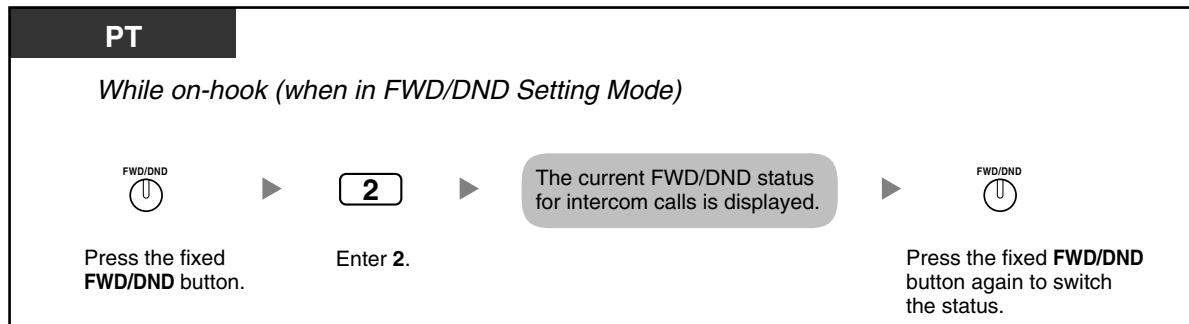 PT
While on-hook (when in FWD/DND Setting Mode)
FWD/DND
2
The current FWD/DND status
for intercom calls is displayed.
FWD/DND
Press the fixed
FWD/DND button.
Enter 2.
Press the fixed FWD/DND
button again to switch
the status.